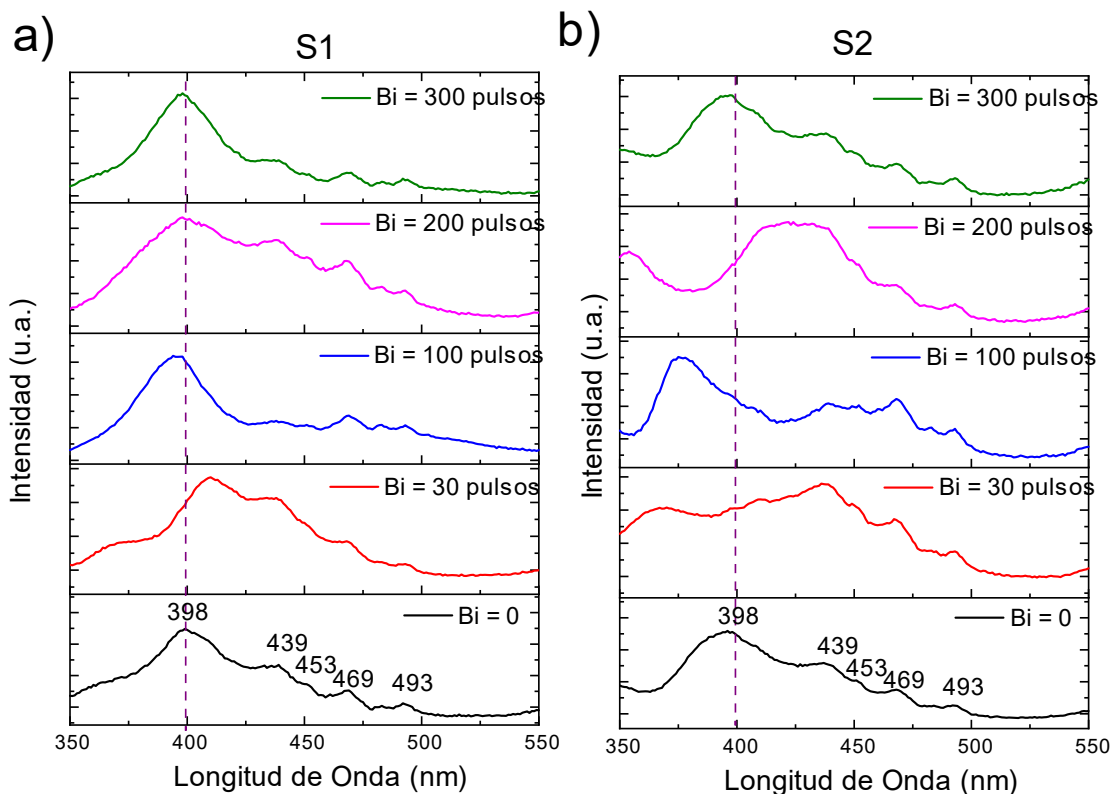 a)
S1
Bi = 300 pulsos
Bi = 200 pulsos
Bi = 100 pulsos
Bi = 30 pulsos
Bi = 0
398
439
453
469
493
350
400
450
500
550
Longitud de Onda (nm)
Intensidad (u.a.)
b)
S2
Bi = 300 pulsos
Bi = 200 pulsos
Bi = 100 pulsos
Bi = 30 pulsos
Bi = 0
398
439
453
469
493
350
400
450
500
550
Longitud de Onda (nm)
Intensidad (u.a.)